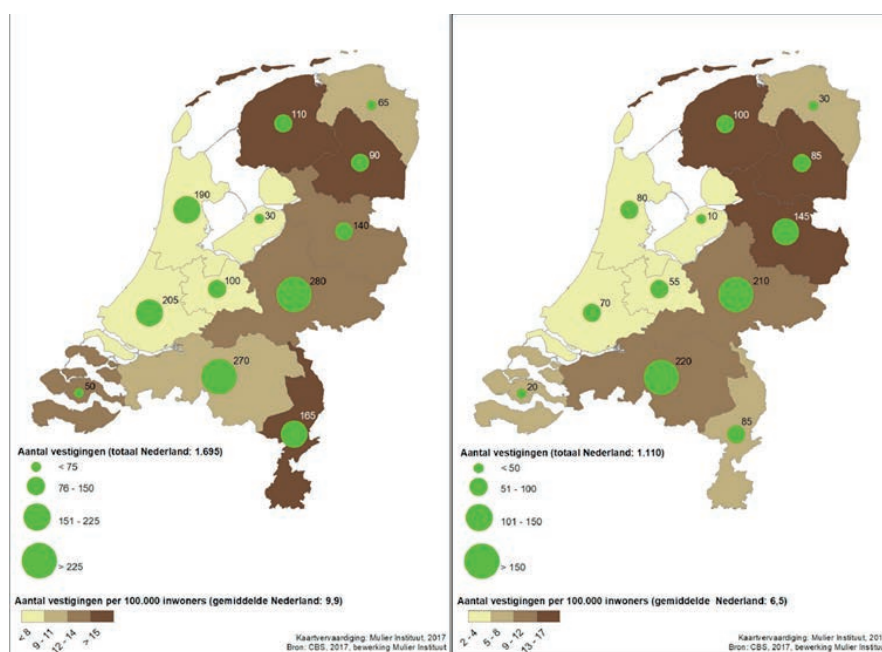 65
110
90
190
30
140
100
280
205
270
50
165
Aantal vestigingen (totaal Nederland: 1.695)
< 75
76 - 150
151 - 225
> 225
Aantal vestigingen per 100.000 inwoners (gemiddelde Nederland: 9,9)
< 8
9 - 11
12 - 14
> 15
Kaartvervaardiging: Mulier Instituut, 2017
Bron: CBS, 2017, bewerking Mulier Instituut
30
100
85
80
10
145
55
210
70
220
20
85
Aantal vestigingen (totaal Nederland: 1.110)
< 50
51 - 100
101 - 150
> 150
Aantal vestigingen per 100.000 inwoners (gemiddelde Nederland: 6,5)
2 - 4
5 - 8
9 - 12
13 - 17
Kaartvervaardiging: Mulier Instituut, 2017
Bron: CBS, 2017, bewerking Mulier Instituut